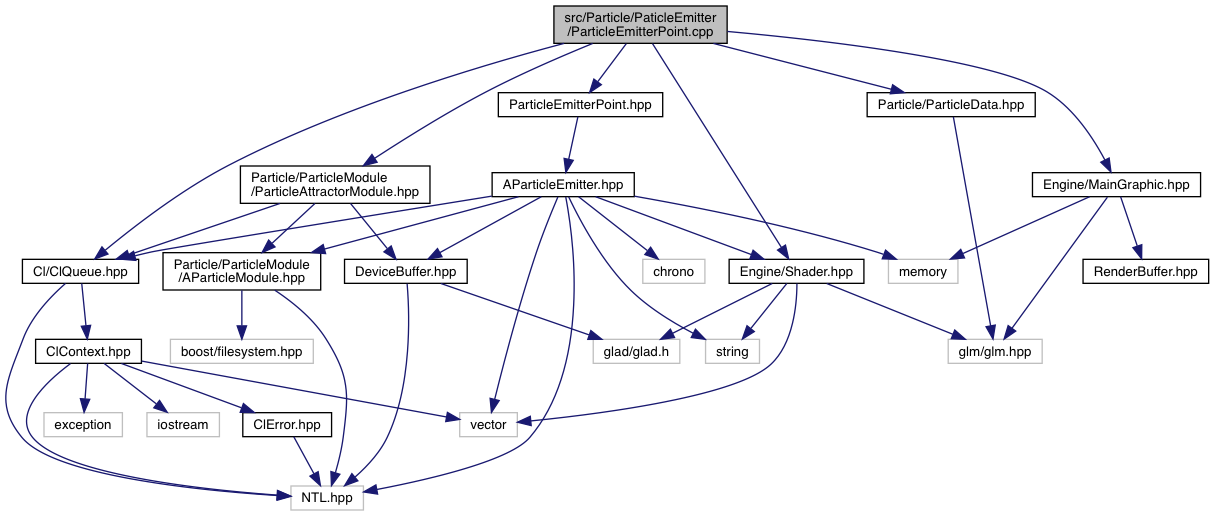 src/Particle/PaticleEmitter
/ParticleEmitterPoint.cpp
ParticleEmitterPoint.hpp
Particle/ParticleData.hpp
Particle/ParticleModule
/ParticleAttractorModule.hpp
AParticleEmitter.hpp
Engine/MainGraphic.hpp
Cl/ClQueue.hpp
Particle/ParticleModule
/AParticleModule.hpp
DeviceBuffer.hpp
chrono
Engine/Shader.hpp
memory
RenderBuffer.hpp
ClContext.hpp
boost/filesystem.hpp
glad/glad.h
string
glm/glm.hpp
exception
iostream
ClError.hpp
vector
NTL.hpp